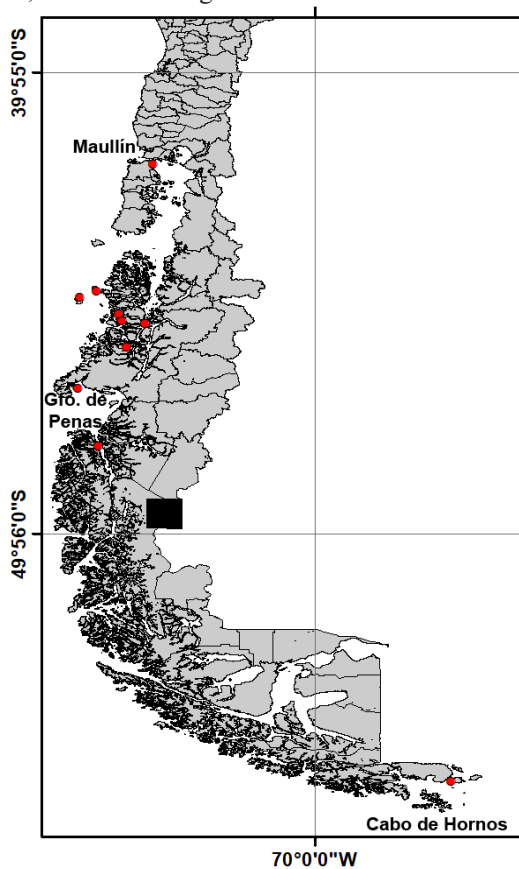 39°55'0"S
Maullín
Gfo. de
Penas
49°56'0"S
Cabo de Hornos
70°0'0"W